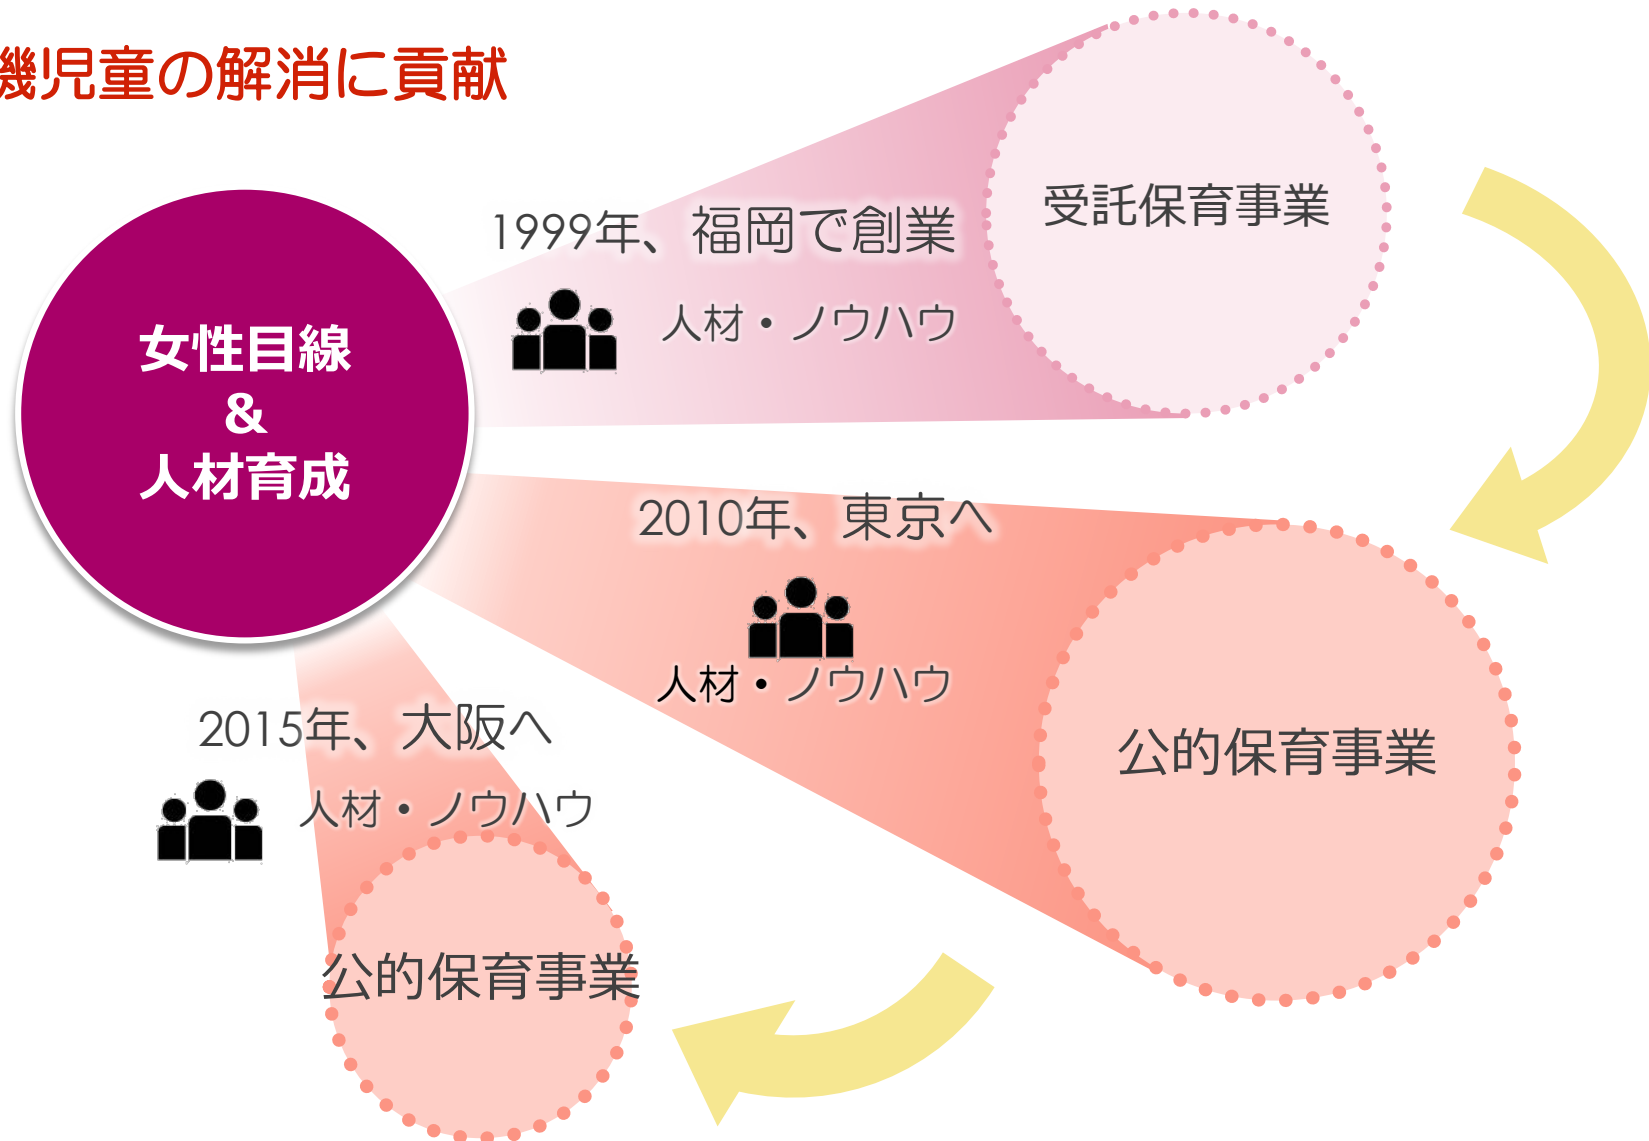 機児童の解消に貢献
女性目線
&
人材育成
1999年、福岡で創業
人材・ノウハウ
受託保育事業
2010年、東京へ
人材・ノウハウ
公的保育事業
2015年、大阪へ
人材・ノウハウ
公的保育事業